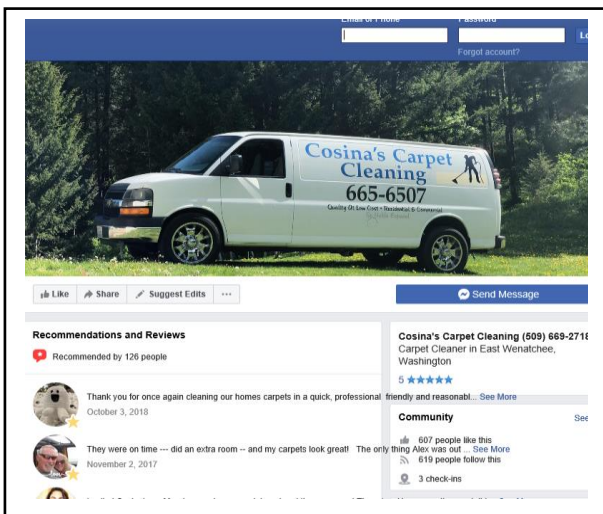 Email or Phone
Password
Forgot account?
Cosina's Carpet
Cleaning
665-6507
Quality At Low Cost • Residential & Commercial
Like
Share
Suggest Edits
Send Message
Recommendations and Reviews
Recommended by 126 people
Thank you for once again cleaning our homes carpets in a quick, professional, friendly and reasonabl... See More
October 3, 2018
They were on time --- did an extra room -- and my carpets look great! The only thing Alex was out ... See More
November 2, 2017
Cosina's Carpet Cleaning (509) 669-2718
Carpet Cleaner in East Wenatchee,
Washington
5
Community
See
607 people like this
619 people follow this
3 check-ins